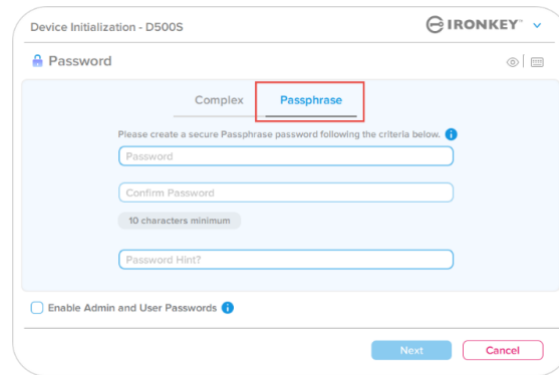 Device Initialization - D500S
IRONKEY™
Password
Complex Passphrase
Please create a secure Passphrase password following the criteria below.
Password
Confirm Password
10 characters minimum
Password Hint?
Enable Admin and User Passwords
Next Cancel